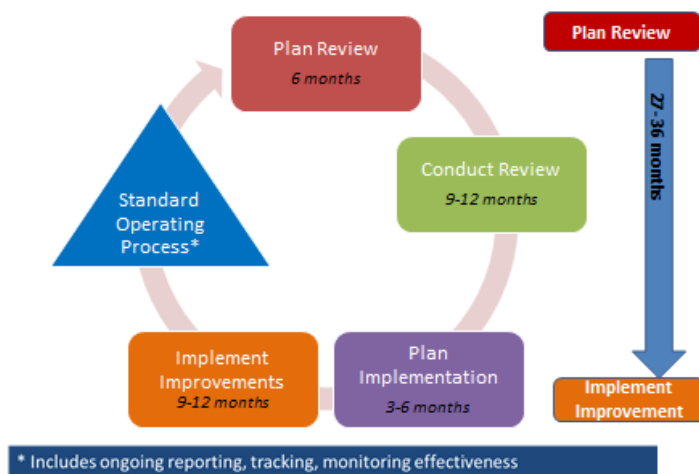 Plan Review
6 months
Conduct Review
9-12 months
Plan
Implementation
3-6 months
Implement
Improvements
9-12 months
Standard
Operating
Process*
Plan Review
27 - 36 months
Implement
Improvement
* Includes ongoing reporting, tracking, monitoring effectiveness